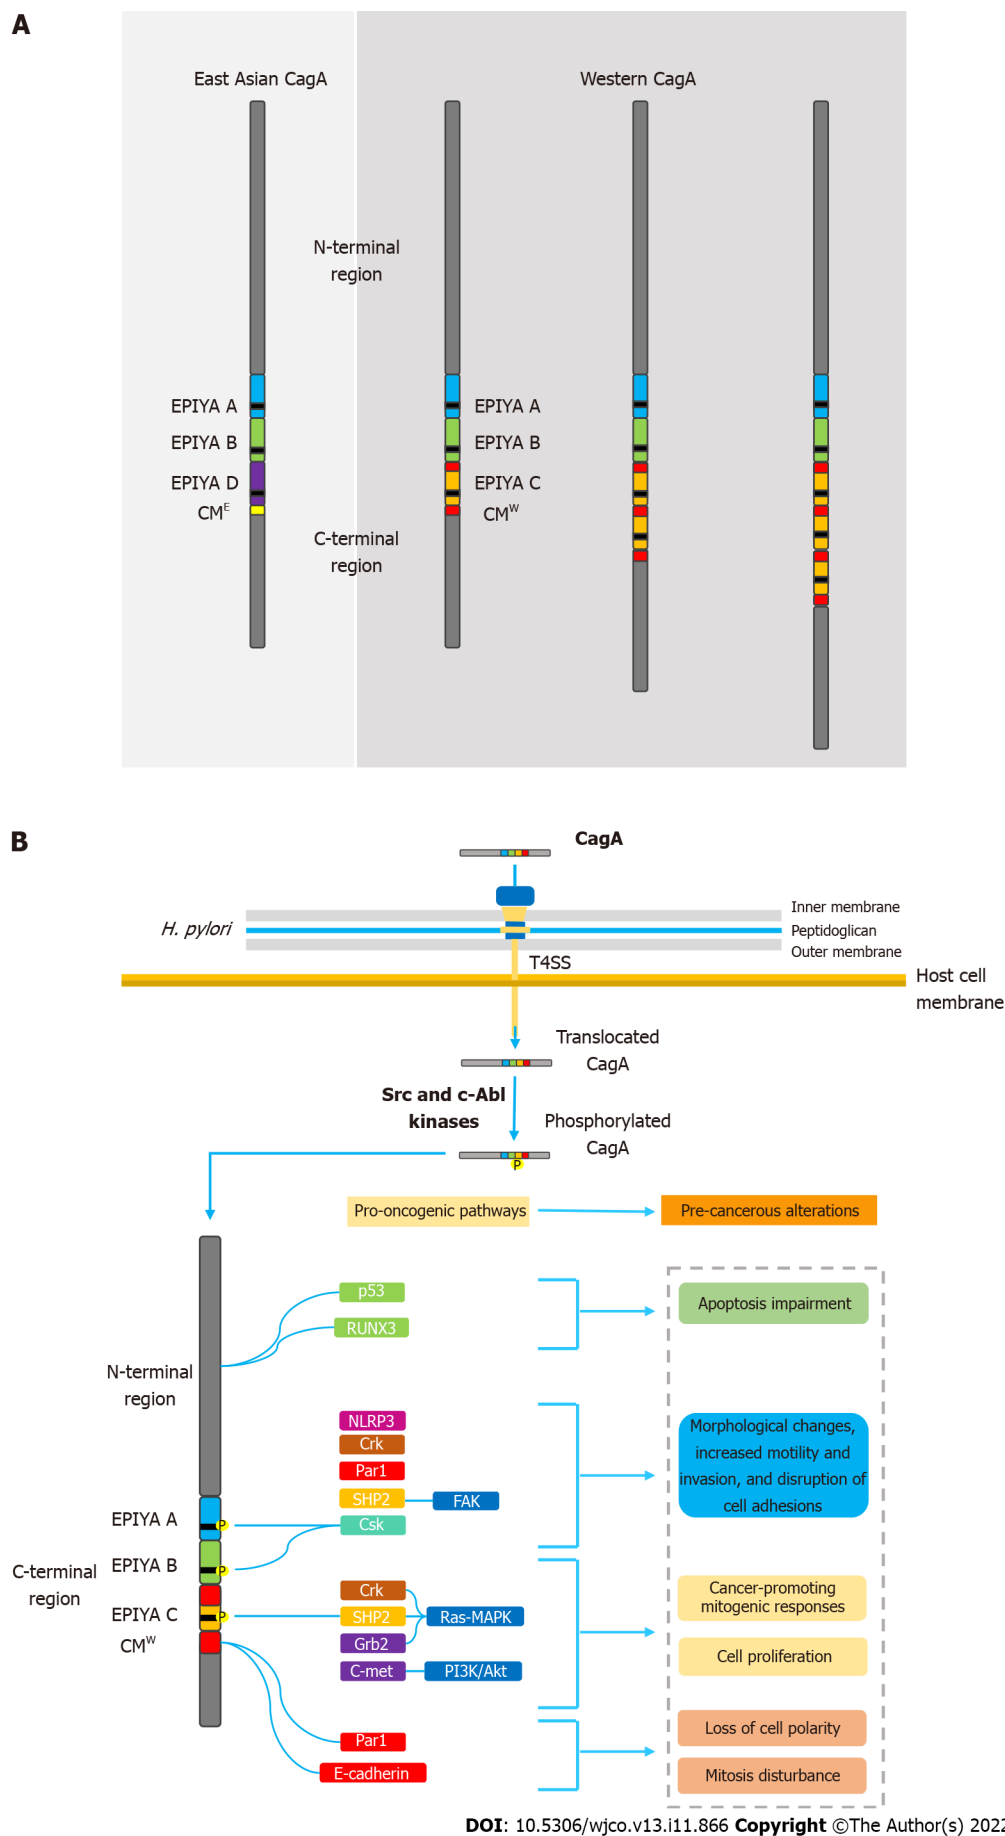 A
East Asian CagA
Western CagA
N-terminal
region
EPIYA A
EPIYA B
EPIYA D
CMᴱ
EPIYA A
EPIYA B
EPIYA C
CMᵂ
C-terminal
region
B
CagA
H. pylori
Inner membrane
Peptidoglican
Outer membrane
T4SS
Host cell
membrane
Translocated
CagA
Src and c-Abl
kinases
Phosphorylated
CagA
P
Pro-oncogenic pathways
Pre-cancerous alterations
N-terminal
region
EPIYA A
P
EPIYA B
P
C-terminal
region
EPIYA C
P
CMᵂ
p53
RUNX3
Apoptosis impairment
NLRP3
Crk
Par1
SHP2
FAK
Csk
Morphological changes,
increased motility and
invasion, and disruption of
cell adhesions
Crk
SHP2
Ras-MAPK
Grb2
C-met
PI3K/Akt
Cancer-promoting
mitogenic responses
Cell proliferation
Par1
E-cadherin
Loss of cell polarity
Mitosis disturbance
DOI: 10.5306/wjco.v13.i11.866 Copyright ©The Author(s) 2022